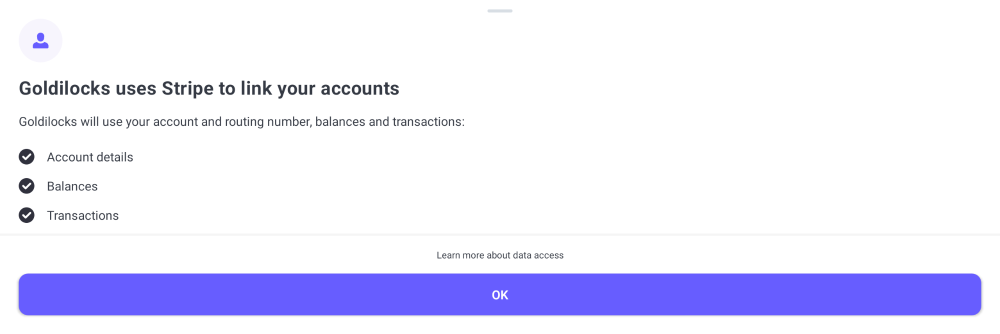 Goldilocks uses Stripe to link your accounts
Goldilocks will use your account and routing number, balances and transactions:
Account details
Balances
Transactions
Learn more about data access
OK